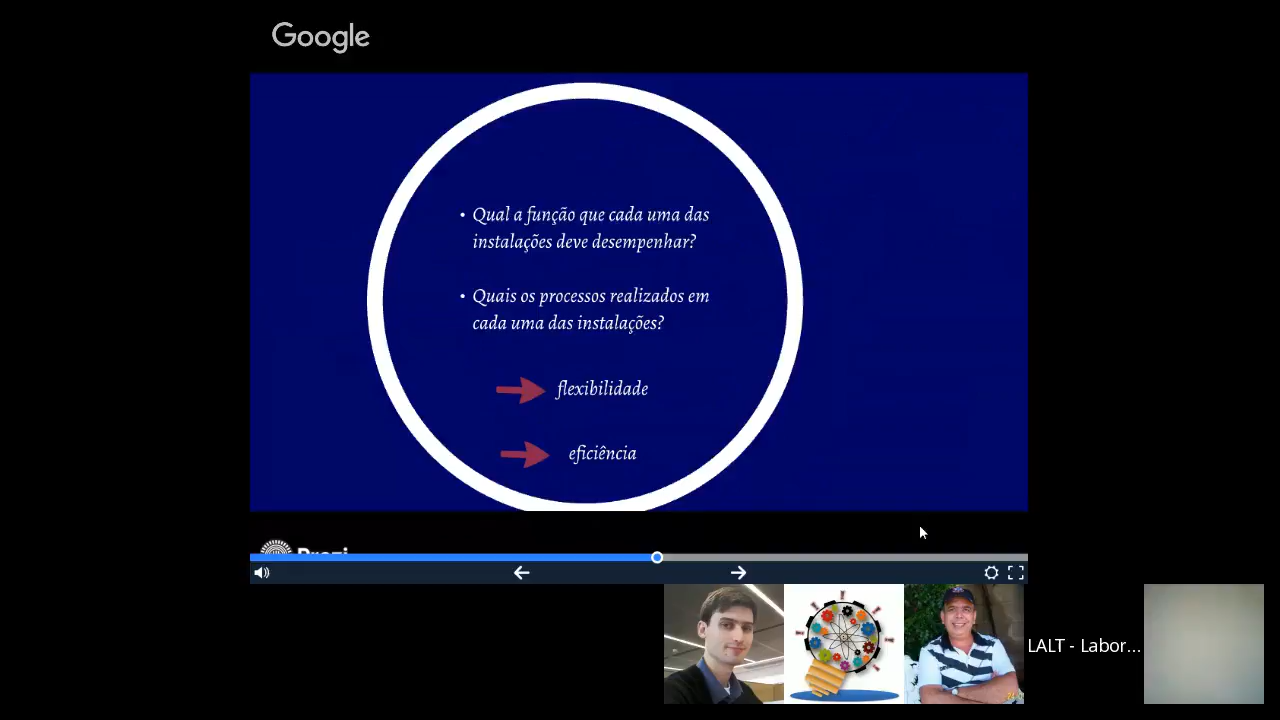 Google
• Qual a função que cada uma das
instalações deve desempenhar?
• Quais os processos realizados em
cada uma das instalações?
flexibilidade
eficiência
Prezi
LALT - Labor...